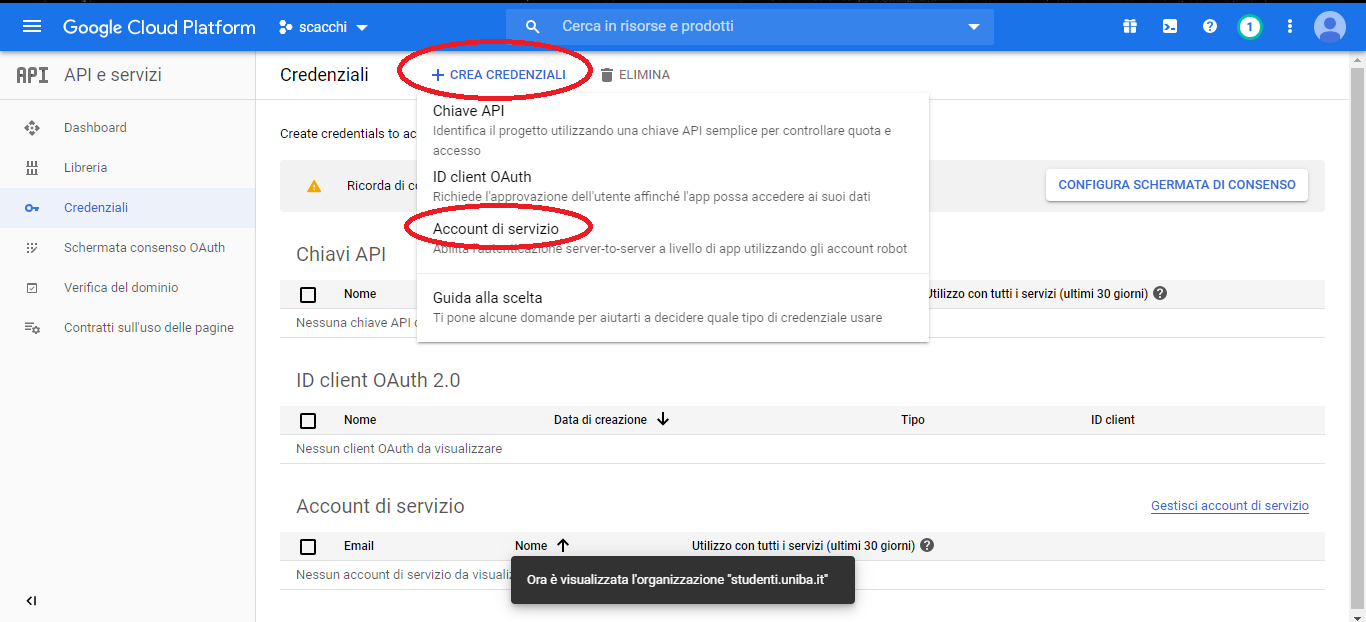 Google Cloud Platform
scacchi
Cerca in risorse e prodotti
1
API
API e servizi
Credenziali
+ CREA CREDENZIALI
ELIMINA
Dashboard
Libreria
Credenziali
Schermata consenso OAuth
Verifica del dominio
Contratti sull'uso delle pagine
Create credentials to ac
Chiave API
Identifica il progetto utilizzando una chiave API semplice per controllare quota e
accesso
ID client OAuth
Richiede l'approvazione dell'utente affinché l'app possa accedere ai suoi dati
Account di servizio
Abilita l'autenticazione server-to-server a livello di app utilizzando gli account robot
Guida alla scelta
Ti pone alcune domande per aiutarti a decidere quale tipo di credenziale usare
Ricorda di co
CONFIGURA SCHERMATA DI CONSENSO
Chiavi API
Nome
Utilizzo con tutti i servizi (ultimi 30 giorni)
Nessuna chiave API
ID client OAuth 2.0
Nome Data di creazione Tipo ID client
Nessun client OAuth da visualizzare
Account di servizio
Gestisci account di servizio
Email Nome Utilizzo con tutti i servizi (ultimi 30 giorni)
Nessun account di servizio da visualiz
Ora è visualizzata l'organizzazione "studenti.uniba.it"